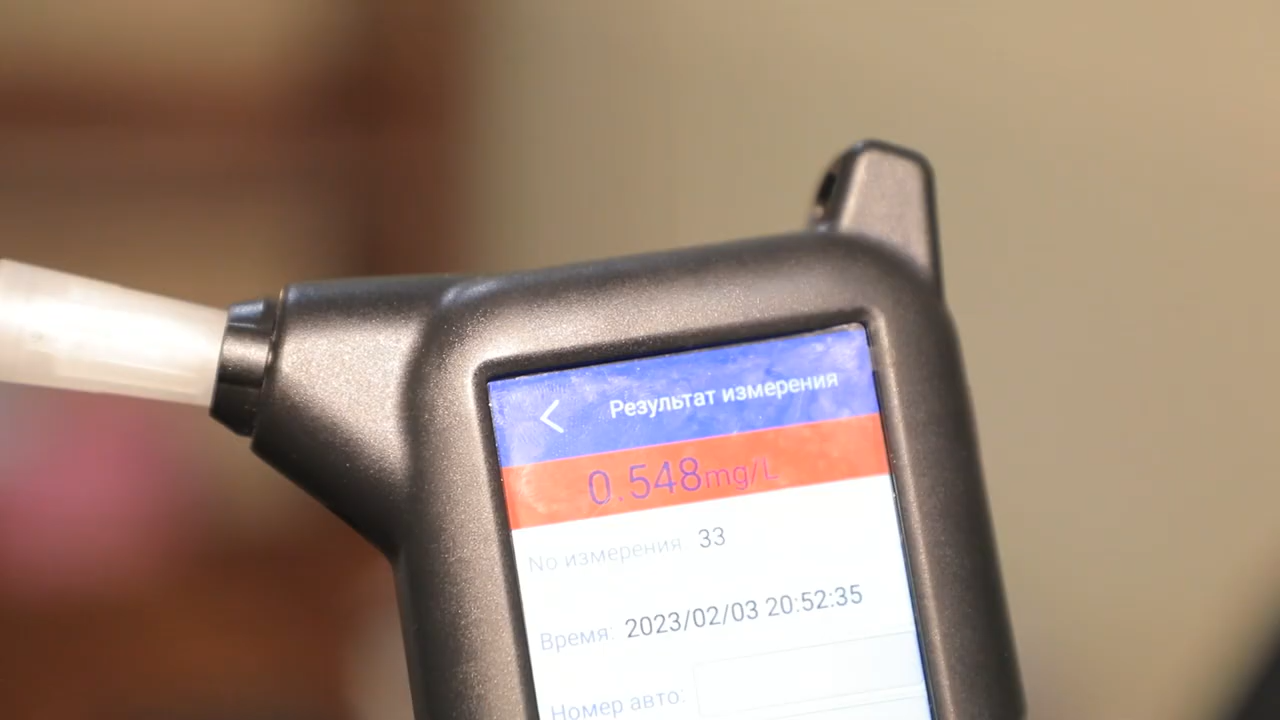 Результат измерения
0.548mg/L
No измерения: 33
Время: 2023/02/03 20:52:35
Номер авто: